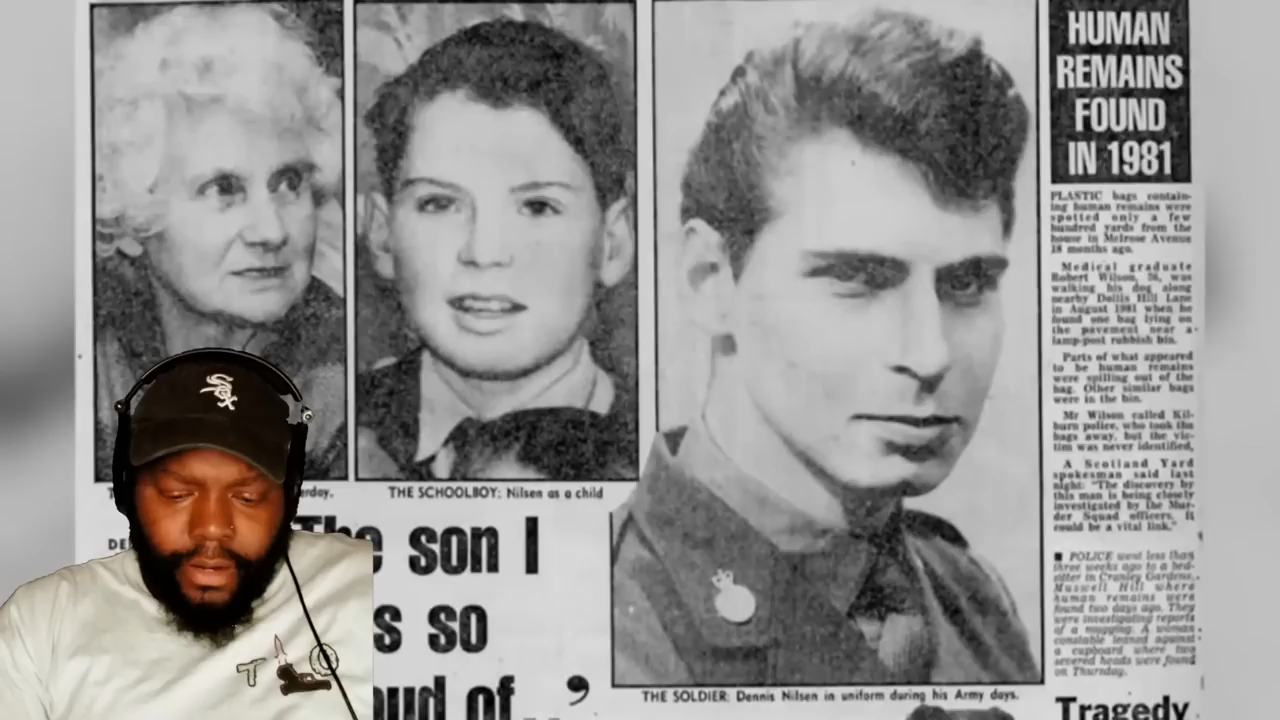 HUMAN
REMAINS
FOUND
IN 1981
PLASTIC bags contain-
ing human remains were
spotted only a few
hundred yards from the
house in Melrose Avenue
18 months ago.
Medical graduate
Robert Wilson, 26, was
walking his dog along
nearby Dollis Hill Lane
in August 1981 when he
found one bag lying on
the pavement near a
lamp-post rubbish bin.
Parts of what appeared
to be human remains
were spilling out of the
bag. Other similar bags
were in the bin.
Mr Wilson called Kil-
burn police, who took the
bags away, but the vic-
tim was never identified.
A Scotland Yard
spokesman said last
night: "The discovery by
this man is being closely
investigated by the Mur-
der Squad officers. It
could be a vital link."
■ POLICE went less than
three weeks ago to a bed-
sitter in Cranley Gardens,
Muswell Hill where
human remains were
found two days ago. They
were investigating reports
of a mugging. A woman
constable leaned against
a cupboard where two
severed heads were found
on Thursday.
Tragedy
T
erday.
THE SCHOOLBOY: Nilsen as a child
DE
The son I
s so
oud of...'
THE SOLDIER: Dennis Nilsen in uniform during his Army days.
Sox
T